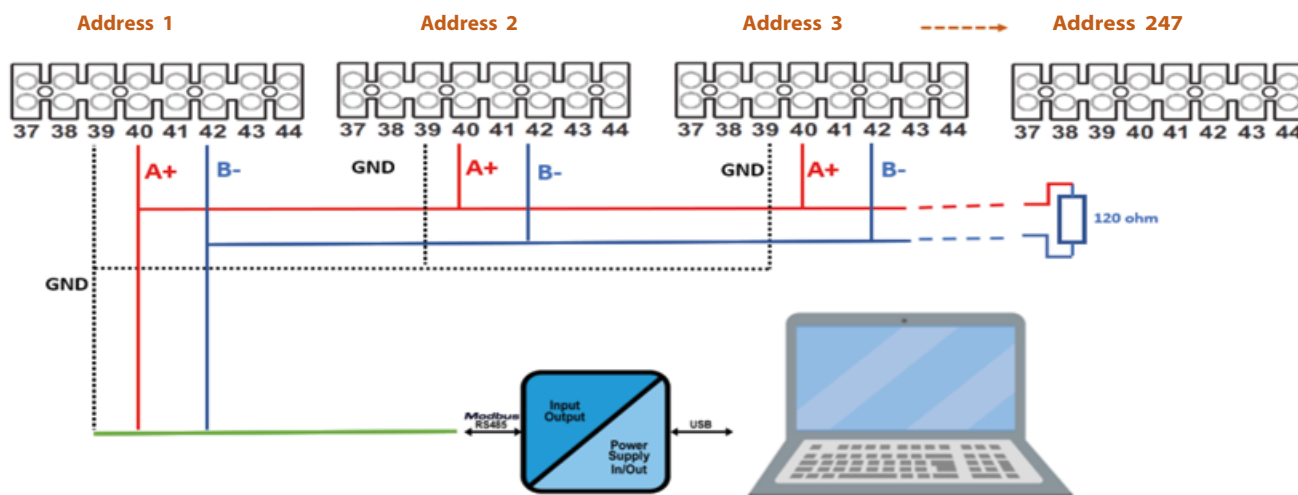 Address 1 Address 2 Address 3 Address 247
37 38 39 40 41 42 43 44 37 38 39 40 41 42 43 44 37 38 39 40 41 42 43 44 37 38 39 40 41 42 43 44
A+ B- GND A+ B- GND A+ B-
120 ohm
GND
Modbus
RS485
Input
Output
USB
Power
Supply
In/Out